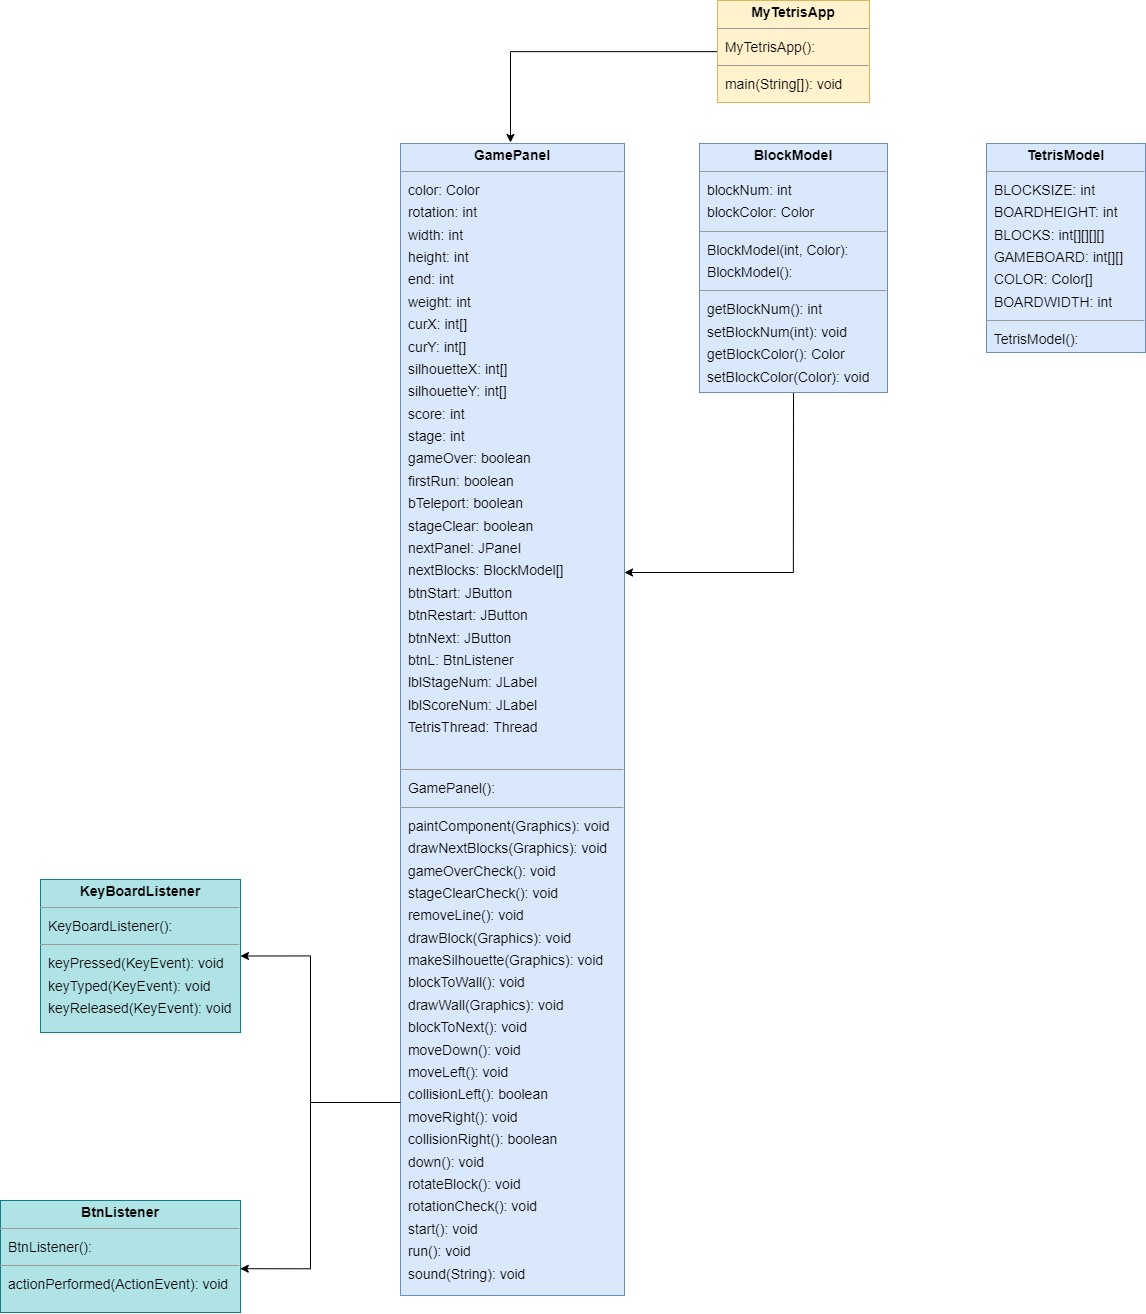 MyTetrisApp
MyTetrisApp():
main(String[]): void
GamePanel
color: Color
rotation: int
width: int
height: int
end: int
weight: int
curX: int[]
curY: int[]
silhouetteX: int[]
silhouetteY: int[]
score: int
stage: int
gameOver: boolean
firstRun: boolean
bTeleport: boolean
stageClear: boolean
nextPanel: JPanel
nextBlocks: BlockModel[]
btnStart: JButton
btnRestart: JButton
btnNext: JButton
btnL: BtnListener
lblStageNum: JLabel
lblScoreNum: JLabel
TetrisThread: Thread
GamePanel():
paintComponent(Graphics): void
drawNextBlocks(Graphics): void
gameOverCheck(): void
stageClearCheck(): void
removeLine(): void
drawBlock(Graphics): void
makeSilhouette(Graphics): void
blockToWall(): void
drawWall(Graphics): void
blockToNext(): void
moveDown(): void
moveLeft(): void
collisionLeft(): boolean
moveRight(): void
collisionRight(): boolean
down(): void
rotateBlock(): void
rotationCheck(): void
start(): void
run(): void
sound(String): void
BlockModel
blockNum: int
blockColor: Color
BlockModel(int, Color):
BlockModel():
getBlockNum(): int
setBlockNum(int): void
getBlockColor(): Color
setBlockColor(Color): void
TetrisModel
BLOCKSIZE: int
BOARDHEIGHT: int
BLOCKS: int[][][][]
GAMEBOARD: int[][]
COLOR: Color[]
BOARDWIDTH: int
TetrisModel():
KeyBoardListener
KeyBoardListener():
keyPressed(KeyEvent): void
keyTyped(KeyEvent): void
keyReleased(KeyEvent): void
BtnListener
BtnListener():
actionPerformed(ActionEvent): void